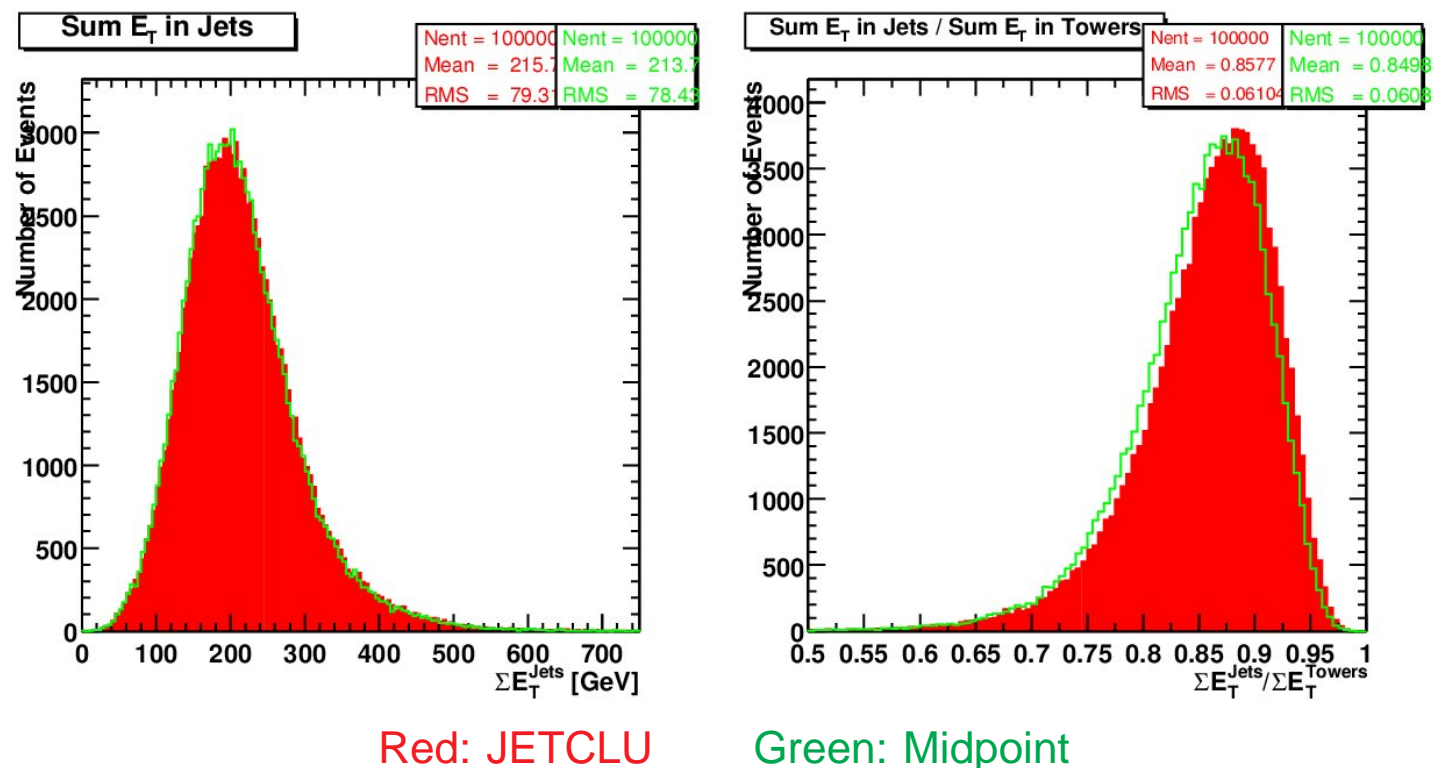 Sum E_T in Jets
Nent = 100000
Mean = 215.7
RMS = 79.31
Nent = 100000
Mean = 213.7
RMS = 78.43
Number of Events
3000
2500
2000
1500
1000
500
0
0 100 200 300 400 500 600 700
ΣE_T^Jets [GeV]
Sum E_T in Jets / Sum E_T in Towers
Nent = 100000
Mean = 0.8577
RMS = 0.06104
Nent = 100000
Mean = 0.8498
RMS = 0.0608
Number of Events
4000
3500
3000
2500
2000
1500
1000
500
0
0.5 0.55 0.6 0.65 0.7 0.75 0.8 0.85 0.9 0.95 1
ΣE_T^Jets/ΣE_T^Towers
Red: JETCLU Green: Midpoint